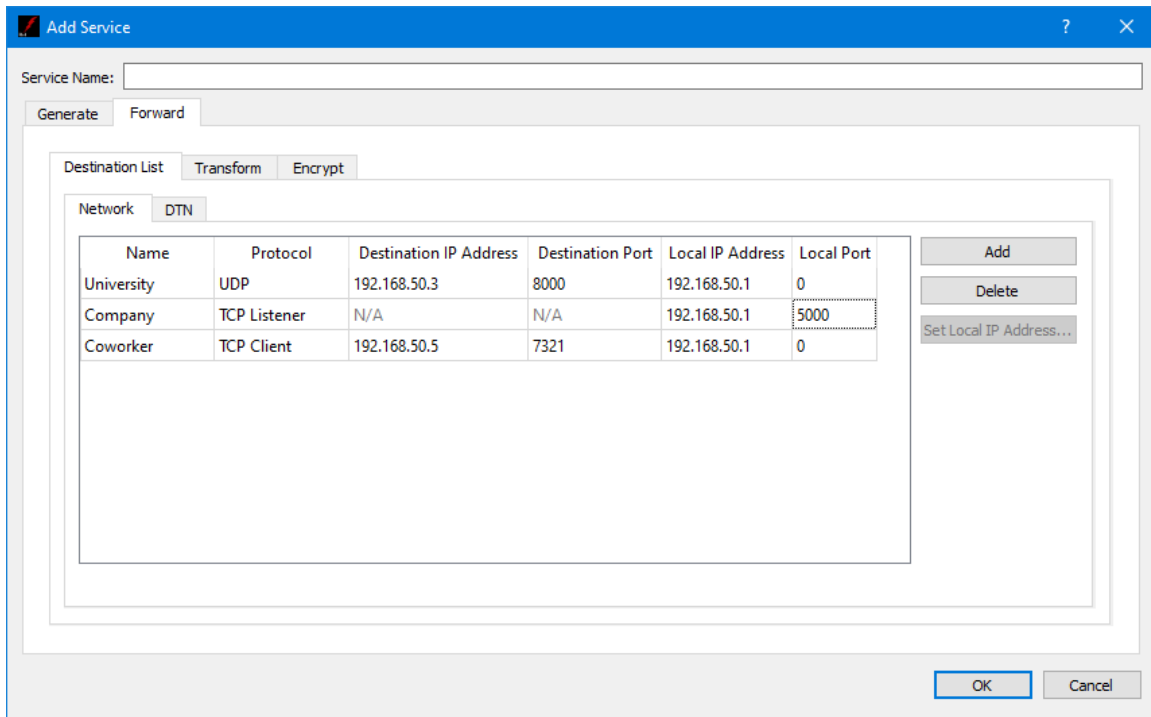 Add Service
?
Service Name:
Generate Forward
Destination List Transform Encrypt
Network DTN
Name Protocol Destination IP Address Destination Port Local IP Address Local Port
University UDP 192.168.50.3 8000 192.168.50.1 0
Company TCP Listener N/A N/A 192.168.50.1 5000
Coworker TCP Client 192.168.50.5 7321 192.168.50.1 0
Add
Delete
Set Local IP Address...
OK Cancel